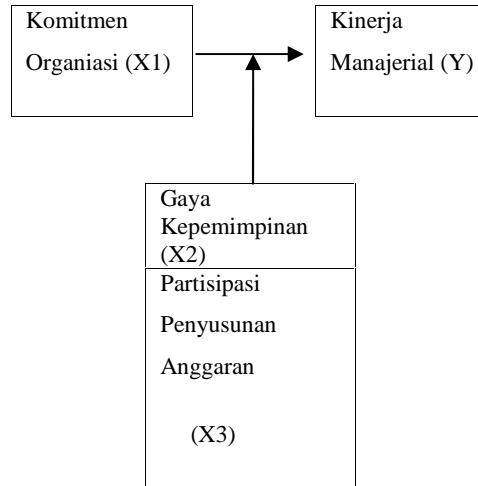 Komitmen
Organiasi (X1)
Kinerja
Manajerial (Y)
Gaya
Kepemimpinan
(X2)
Partisipasi
Penyusunan
Anggaran
(X3)